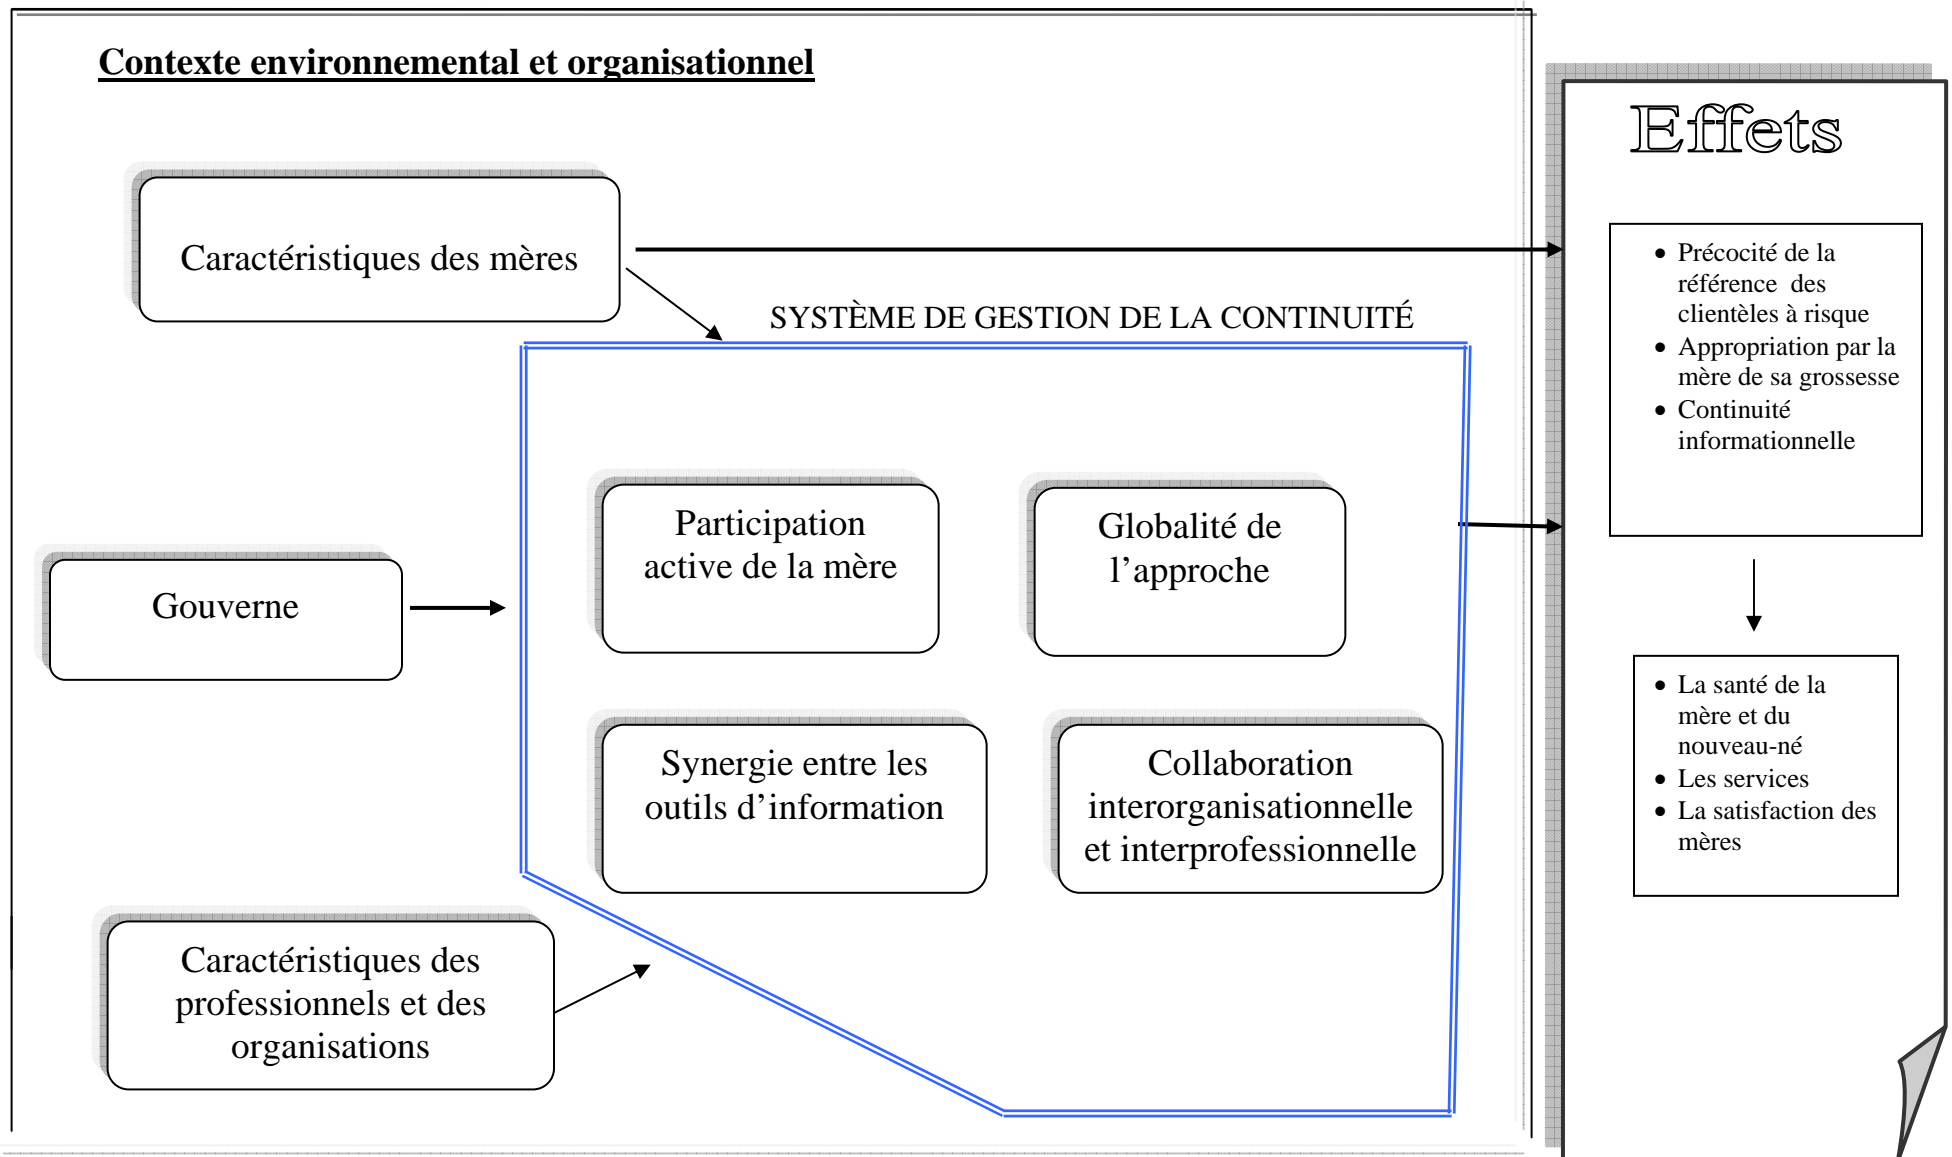 Contexte environnemental et organisationnel
Caractéristiques des mères
SYSTÈME DE GESTION DE LA CONTINUITÉ
Participation
active de la mère
Globalité de
l’approche
Gouverne
Synergie entre les
outils d’information
Collaboration
interorganisationnelle
et interprofessionnelle
Caractéristiques des
professionnels et des
organisations
Effets
• Précocité de la
référence des
clientèles à risque
• Appropriation par la
mère de sa grossesse
• Continuité
informationnelle
• La santé de la
mère et du
nouveau-né
• Les services
• La satisfaction des
mères